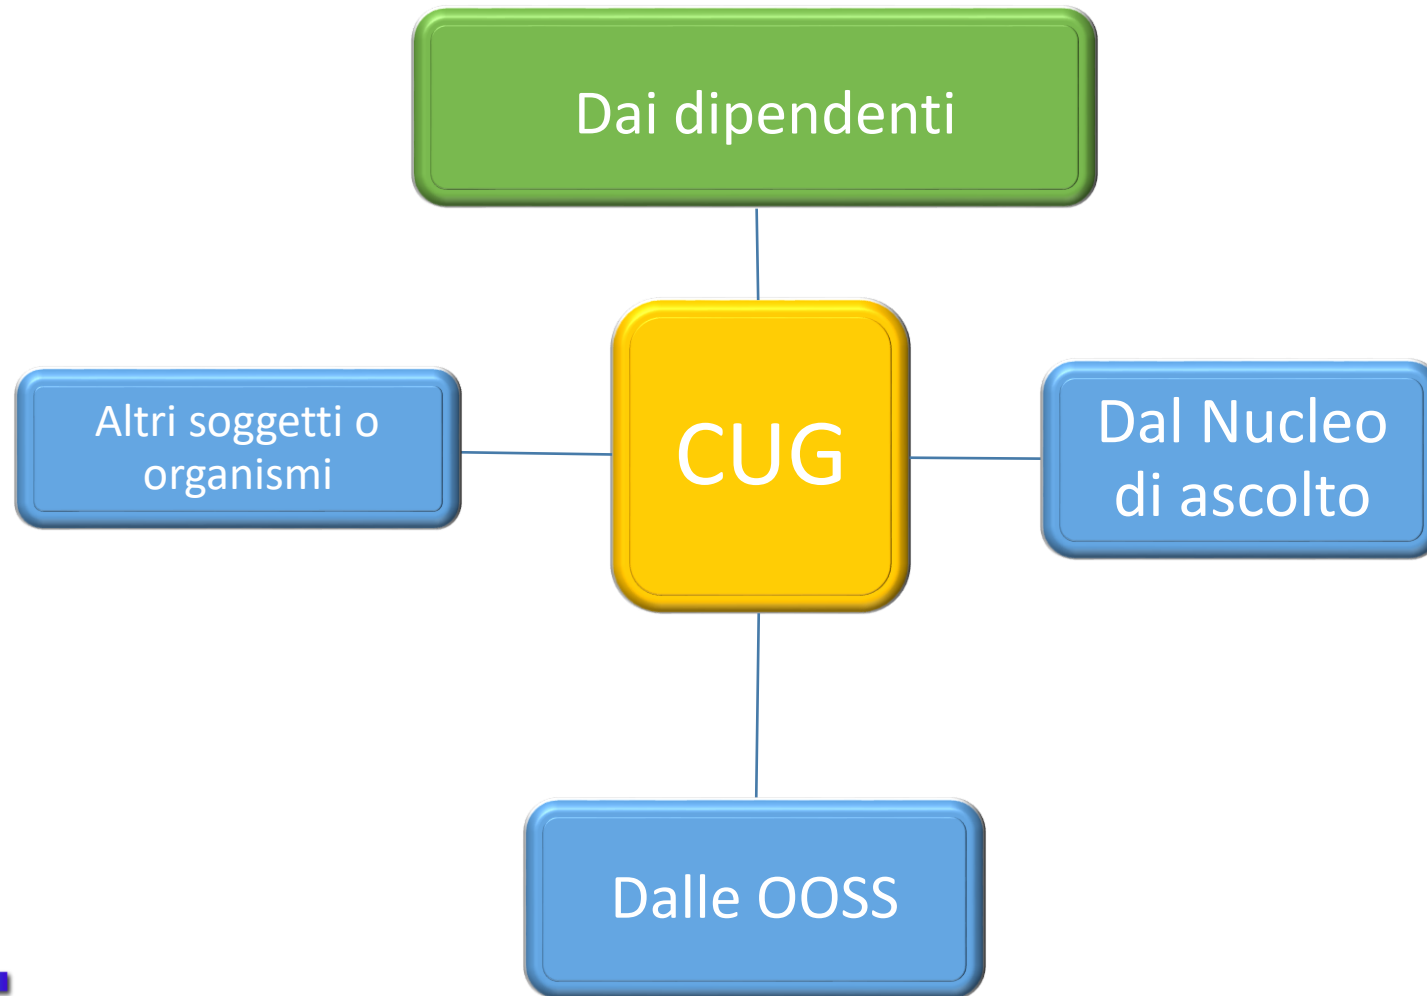 Dai dipendenti
Altri soggetti o
organismi
CUG
Dal Nucleo
di ascolto
Dalle OOSS